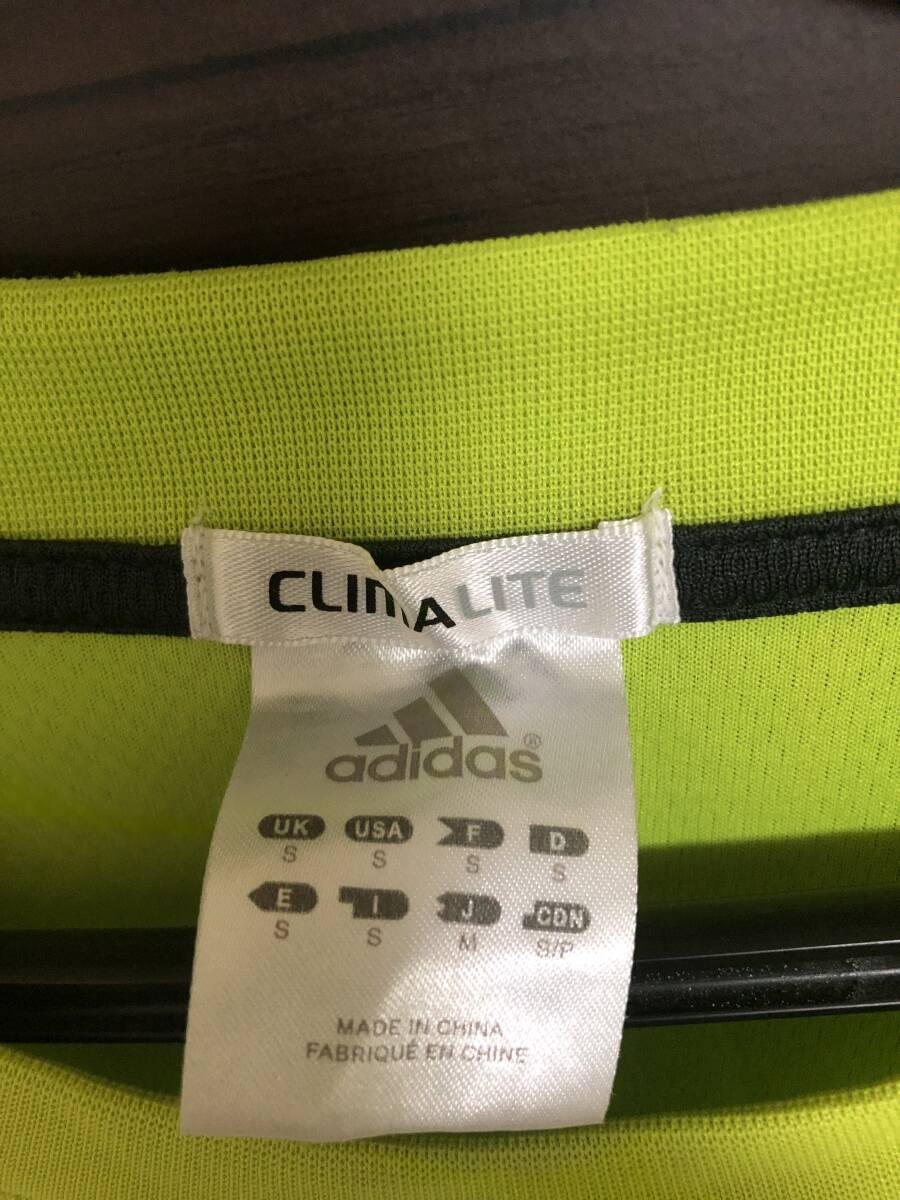 CLIMALITE
adidas®
UK USA F D
S S S S
E I J CDN
S S M S/P
MADE IN CHINA
FABRIQUÉ EN CHINE